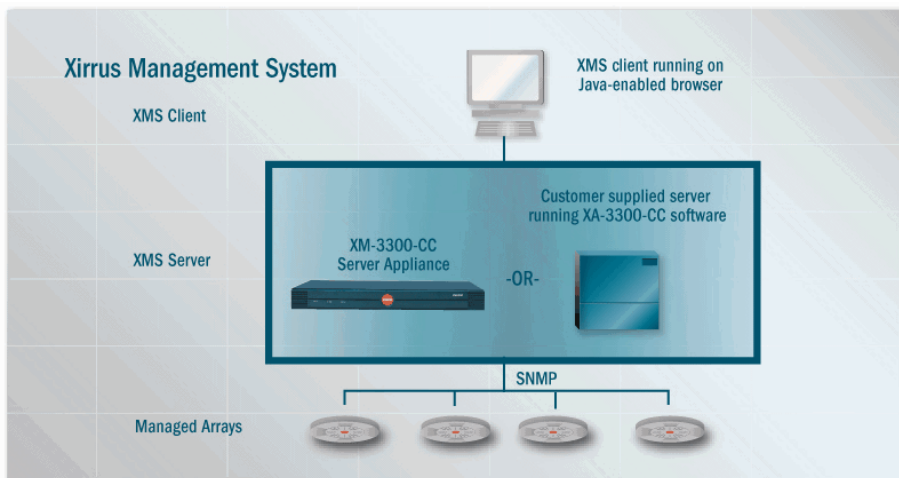 Xirrus Management System
XMS client running on
Java-enabled browser
XMS Client
Customer supplied server
running XA-3300-CC software
XM-3300-CC
Server Appliance
-OR-
XMS Server
SNMP
Managed Arrays